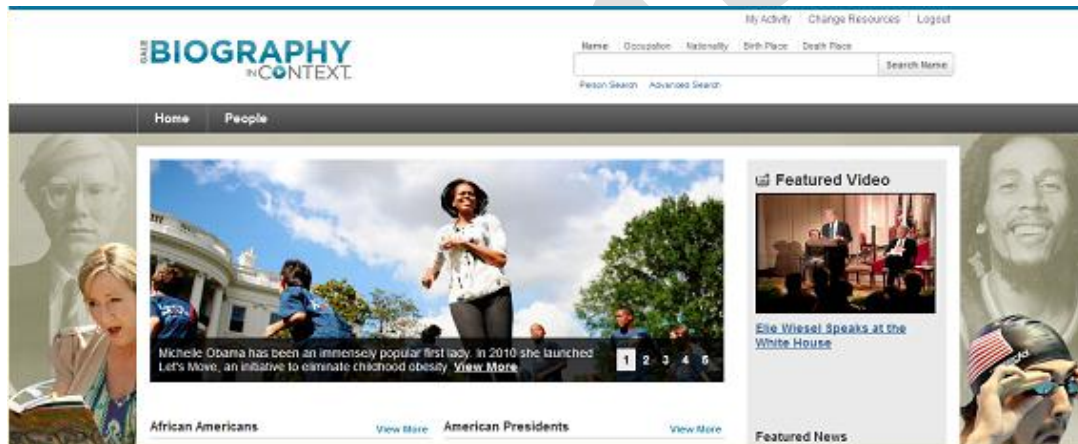 My Activity Change Resources Logout
GALE
BIOGRAPHY
IN CONTEXT
Name Occupation Nationality Birth Place Death Place
Search Name
Person Search Advanced Search
Home People
Featured Video
Michelle Obama has been an immensely popular first lady. In 2010 she launched
Let's Move, an initiative to eliminate childhood obesity. View More
1 2 3 4 5
Elie Wiesel Speaks at the
White House
African Americans View More American Presidents View More
Featured News